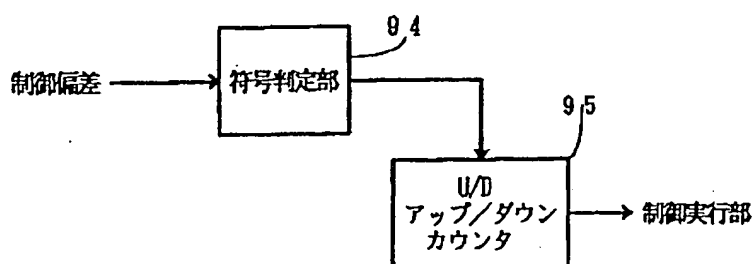 94
制御偏差
符号判定部
95
U/D
アップ/ダウン
カウンタ
制御実行部